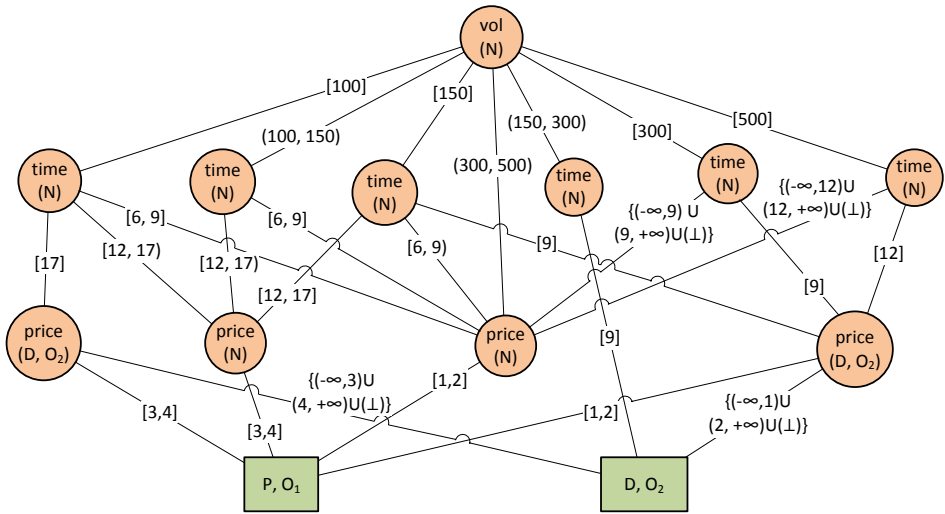 vol
(N)
[100]
[150]
[500]
(100, 150)
(150, 300)
[300]
(300, 500)
time
(N)
time
(N)
time
(N)
time
(N)
time
(N)
time
(N)
{(-∞,12)U
(12, +∞)U(⊥)}
{(-∞,9) U
(9, +∞)U(⊥)}
[6, 9]
[6, 9]
[6, 9)
[9]
[12, 17)
[12, 17)
[12]
[17]
[12, 17]
[9]
[9]
price
(D, O₂)
price
(N)
price
(N)
price
(D, O₂)
{(-∞,3)U
(4, +∞)U(⊥)}
[1,2]
{(-∞,1)U
(2, +∞)U(⊥)}
[3,4]
[3,4]
[1,2]
P, O₁
D, O₂